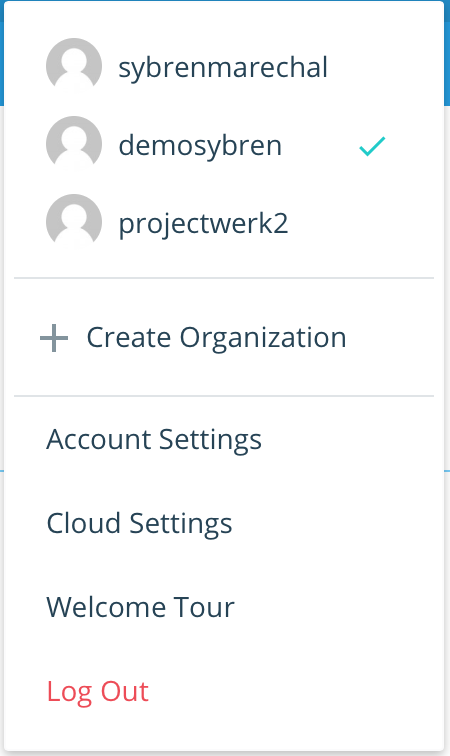 sybrenmarechal
demosybren
projectwerk2
Create Organization
Account Settings
Cloud Settings
Welcome Tour
Log Out